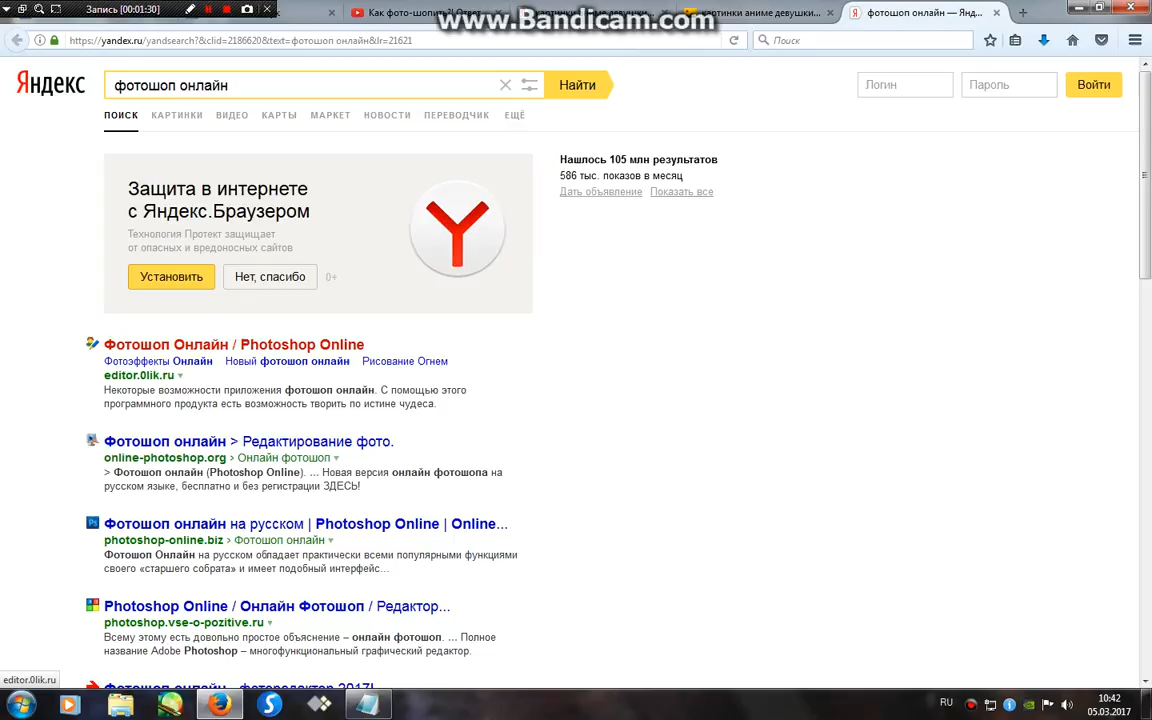 Запись [00:01:30]
Как фото-шопить? Ответ
картинки аниме девушки...
фотошоп онлайн — Янд...
www.Bandicam.com
https://yandex.ru/yandsearch?&clid=2186620&text=фотошоп онлайн&lr=21621
Поиск
Яндекс
фотошоп онлайн
Найти
Логин
Пароль
Войти
ПОИСК КАРТИНКИ ВИДЕО КАРТЫ МАРКЕТ НОВОСТИ ПЕРЕВОДЧИК ЕЩЁ
Защита в интернете
с Яндекс.Браузером
Технология Протект защищает
от опасных и вредоносных сайтов
Установить
Нет, спасибо
0+
Нашлось 105 млн результатов
586 тыс. показов в месяц
Дать объявление Показать все
Фотошоп Онлайн / Photoshop Online
Фотоэффекты Онлайн Новый фотошоп онлайн Рисование Огнем
editor.0lik.ru
Некоторые возможности приложения фотошоп онлайн. С помощью этого
программного продукта есть возможность творить по истине чудеса.
Фотошоп онлайн > Редактирование фото.
online-photoshop.org › Онлайн фотошоп
> Фотошоп онлайн (Photoshop Online). ... Новая версия онлайн фотошопа на
русском языке, бесплатно и без регистрации ЗДЕСЬ!
Фотошоп онлайн на русском | Photoshop Online | Online...
photoshop-online.biz › Фотошоп онлайн
Фотошоп Онлайн на русском обладает практически всеми популярными функциями
своего «старшего собрата» и имеет подобный интерфейс...
Photoshop Online / Онлайн Фотошоп / Редактор...
photoshop.vse-o-pozitive.ru
Всему этому есть довольно простое объяснение – онлайн фотошоп. ... Полное
название Adobe Photoshop – многофункциональный графический редактор.
Фотошоп онлайн - фоторедактор 2017!
editor.0lik.ru
RU
10:42
05.03.2017